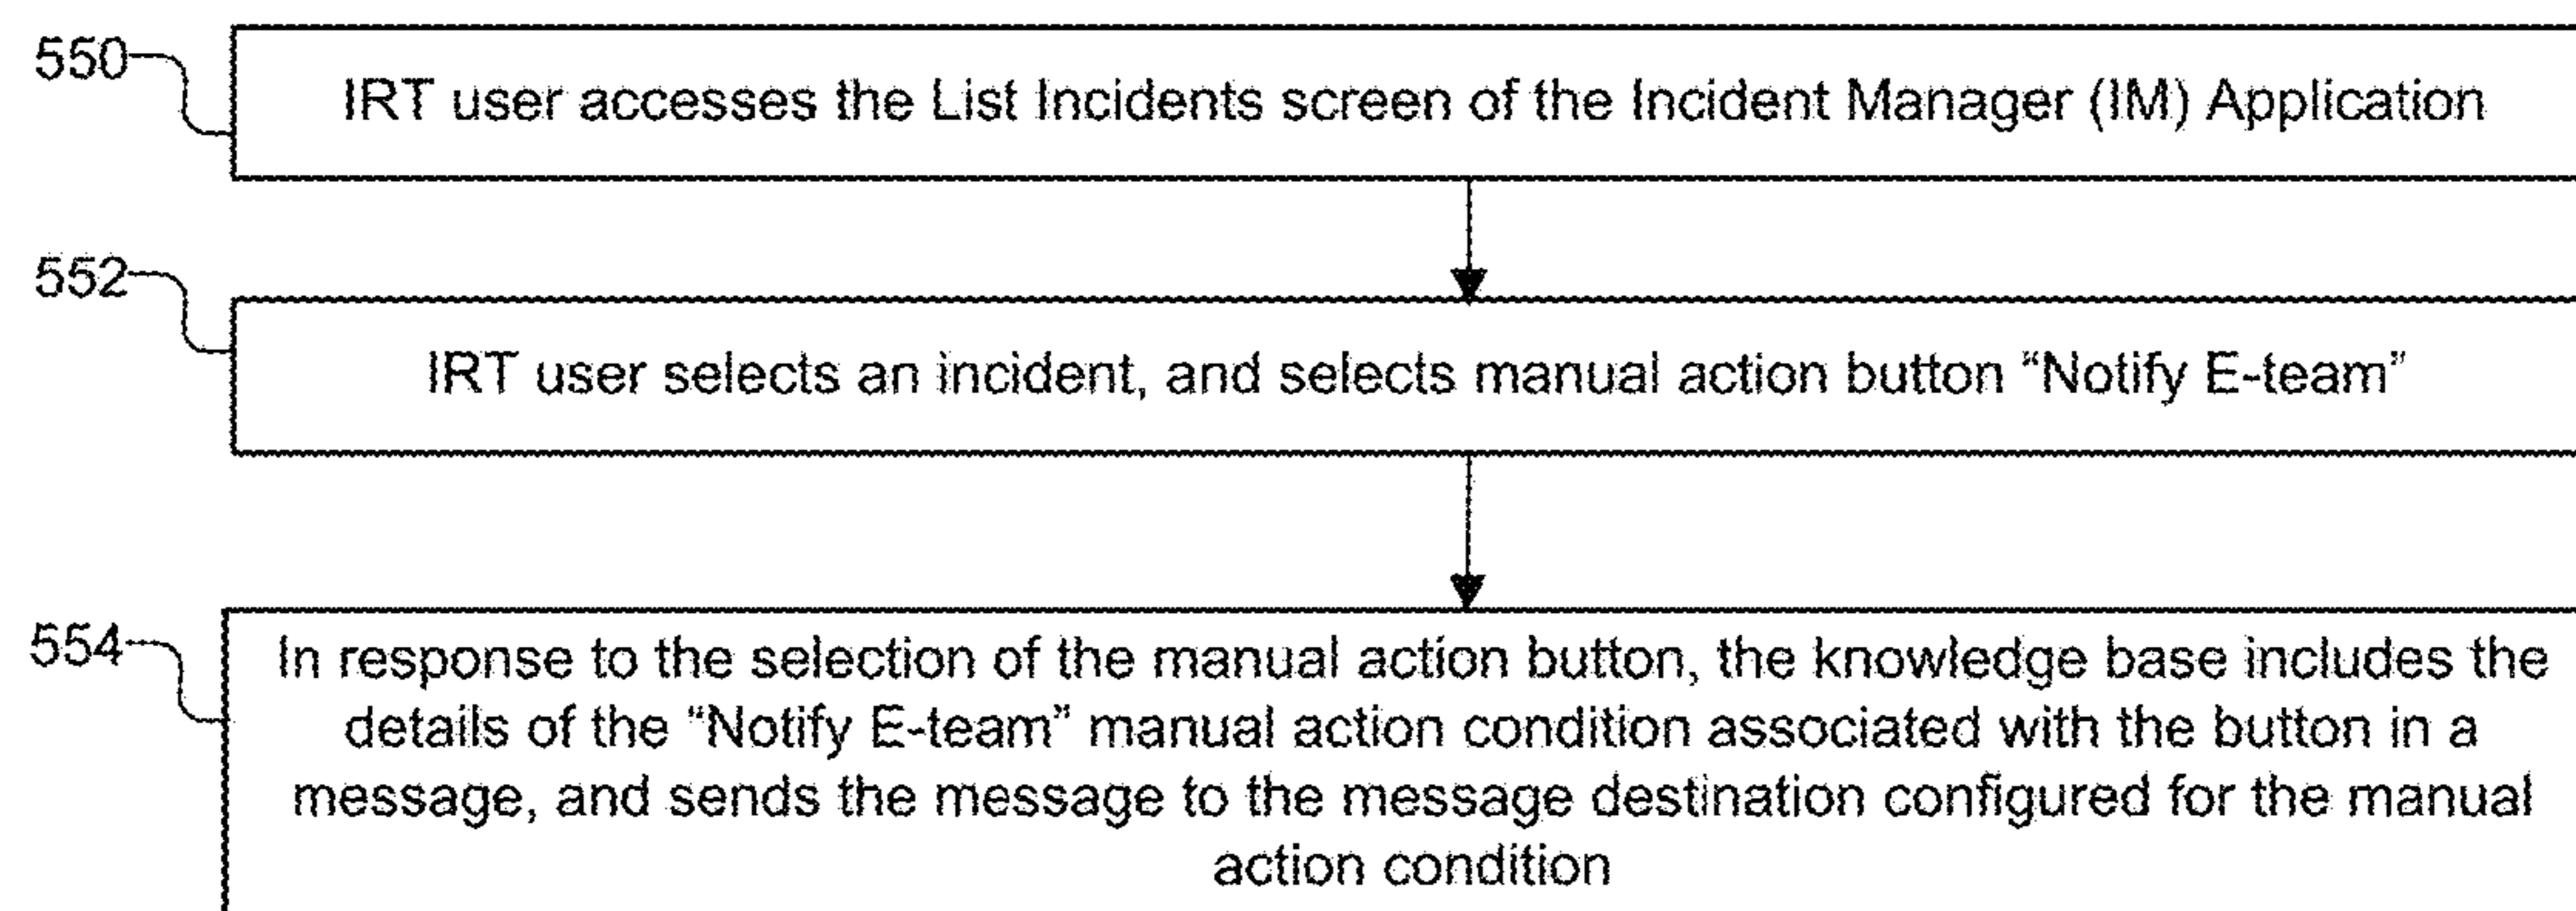 550
IRT user accesses the List Incidents screen of the Incident Manager (IM) Application
552
IRT user selects an incident, and selects manual action button “Notify E-team”
554
In response to the selection of the manual action button, the knowledge base includes the
details of the “Notify E-team” manual action condition associated with the button in a
message, and sends the message to the message destination configured for the manual
action condition